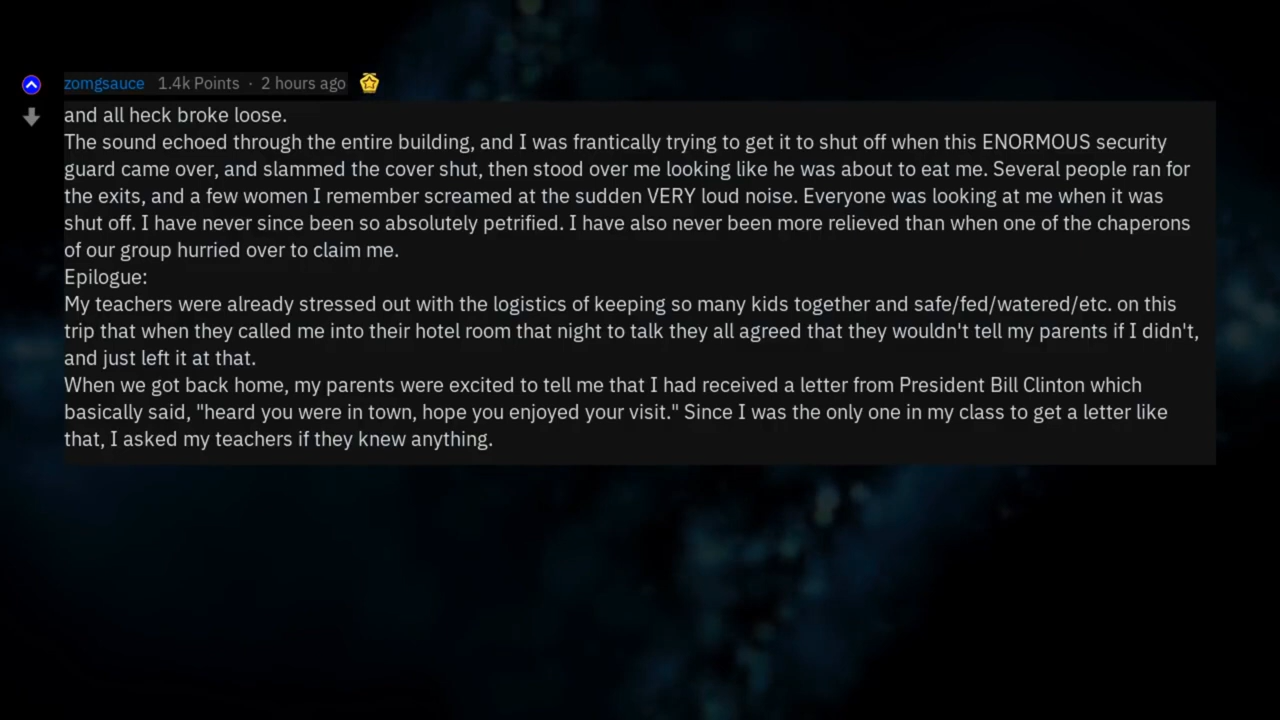 zomgsauce 1.4k Points · 2 hours ago
and all heck broke loose.
The sound echoed through the entire building, and I was frantically trying to get it to shut off when this ENORMOUS security
guard came over, and slammed the cover shut, then stood over me looking like he was about to eat me. Several people ran for
the exits, and a few women I remember screamed at the sudden VERY loud noise. Everyone was looking at me when it was
shut off. I have never since been so absolutely petrified. I have also never been more relieved than when one of the chaperons
of our group hurried over to claim me.
Epilogue:
My teachers were already stressed out with the logistics of keeping so many kids together and safe/fed/watered/etc. on this
trip that when they called me into their hotel room that night to talk they all agreed that they wouldn't tell my parents if I didn't,
and just left it at that.
When we got back home, my parents were excited to tell me that I had received a letter from President Bill Clinton which
basically said, "heard you were in town, hope you enjoyed your visit." Since I was the only one in my class to get a letter like
that, I asked my teachers if they knew anything.